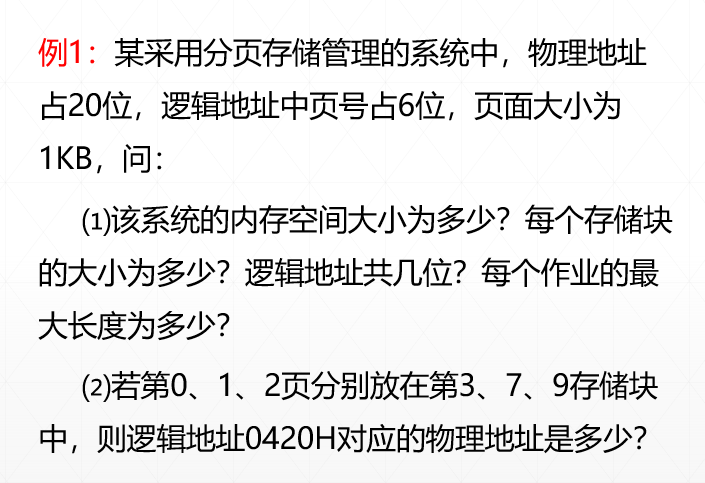 例1：某采用分页存储管理的系统中，物理地址
占20位，逻辑地址中页号占6位，页面大小为
1KB，问：
⑴该系统的内存空间大小为多少？每个存储块
的大小为多少？逻辑地址共几位？每个作业的最
大长度为多少？
⑵若第0、1、2页分别放在第3、7、9存储块
中，则逻辑地址0420H对应的物理地址是多少？